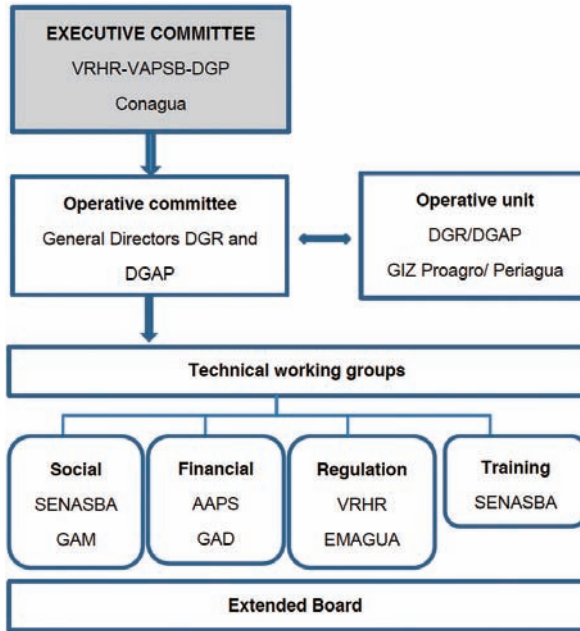 EXECUTIVE COMMITTEE
VRHR-VAPSB-DGP
Conagua
Operative committee
General Directors DGR and
DGAP
Operative unit
DGR/DGAP
GIZ Proagro/ Periagua
Technical working groups
Social
SENASBA
GAM
Financial
AAPS
GAD
Regulation
VRHR
EMAGUA
Training
SENASBA
Extended Board